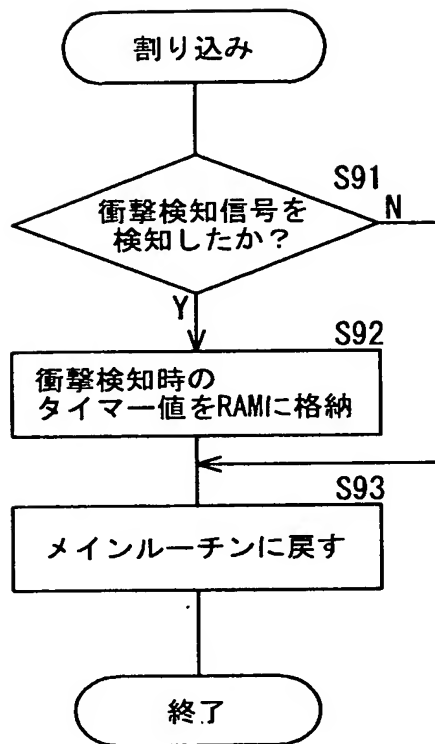 割り込み
S91
衝撃検知信号を
検知したか？
N
Y
S92
衝撃検知時の
タイマー値をRAMに格納
S93
メインルーチンに戻す
終了